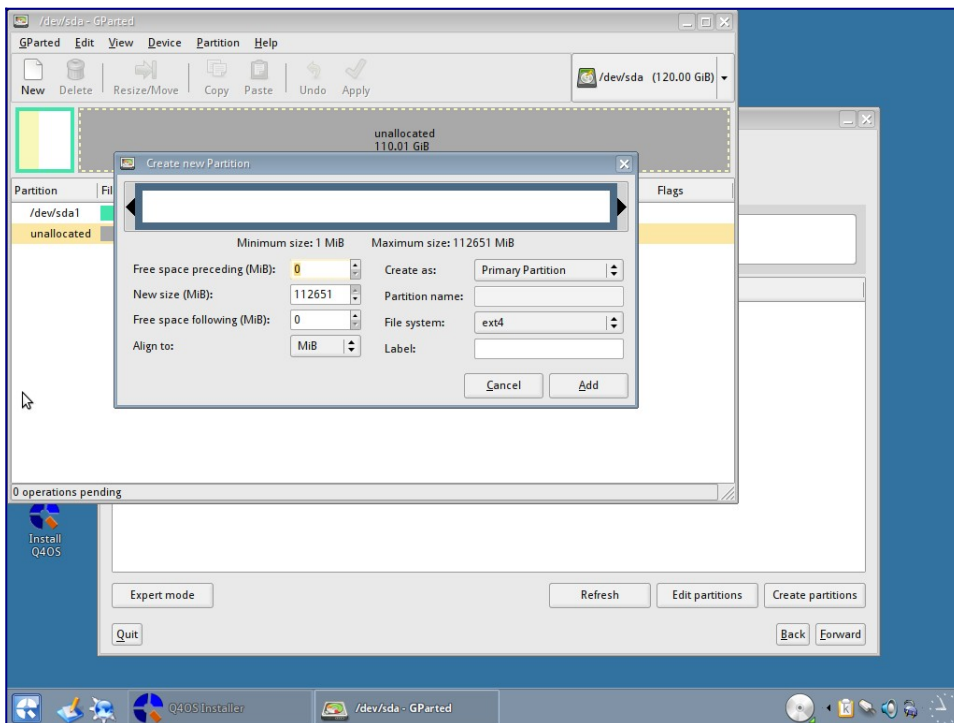 /dev/sda - GParted
GParted Edit View Device Partition Help
New Delete Resize/Move Copy Paste Undo Apply
/dev/sda (120.00 GiB)
unallocated
110.01 GiB
Create new Partition
Partition Fil Flags
/dev/sda1
unallocated
Minimum size: 1 MiB Maximum size: 112651 MiB
Free space preceding (MiB): 0 Create as: Primary Partition
New size (MiB): 112651 Partition name:
Free space following (MiB): 0 File system: ext4
Align to: MiB Label:
Cancel Add
0 operations pending
Install
Q4OS
Expert mode Refresh Edit partitions Create partitions
Quit Back Forward
Q4OS Installer /dev/sda - GParted